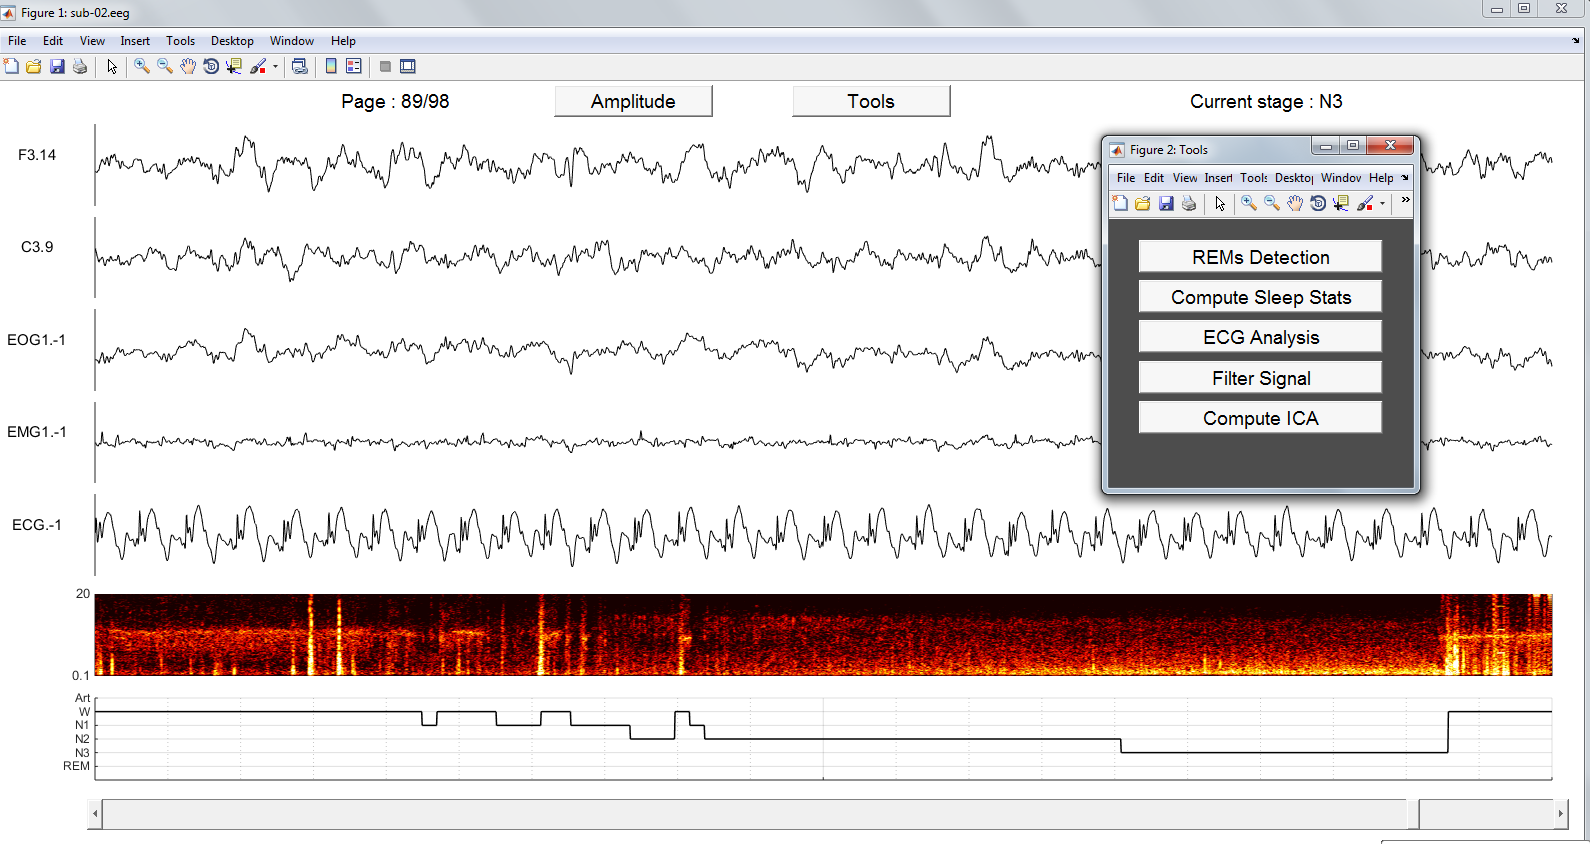 Figure 1: sub-02.eeg
File Edit View Insert Tools Desktop Window Help
Page : 89/98 Amplitude Tools Current stage : N3
F3.14
C3.9
EOG1.-1
EMG1.-1
ECG.-1
Figure 2: Tools
File Edit View Insert Tools Desktop Window Help
REMs Detection
Compute Sleep Stats
ECG Analysis
Filter Signal
Compute ICA
20
0.1
Art
W
N1
N2
N3
REM